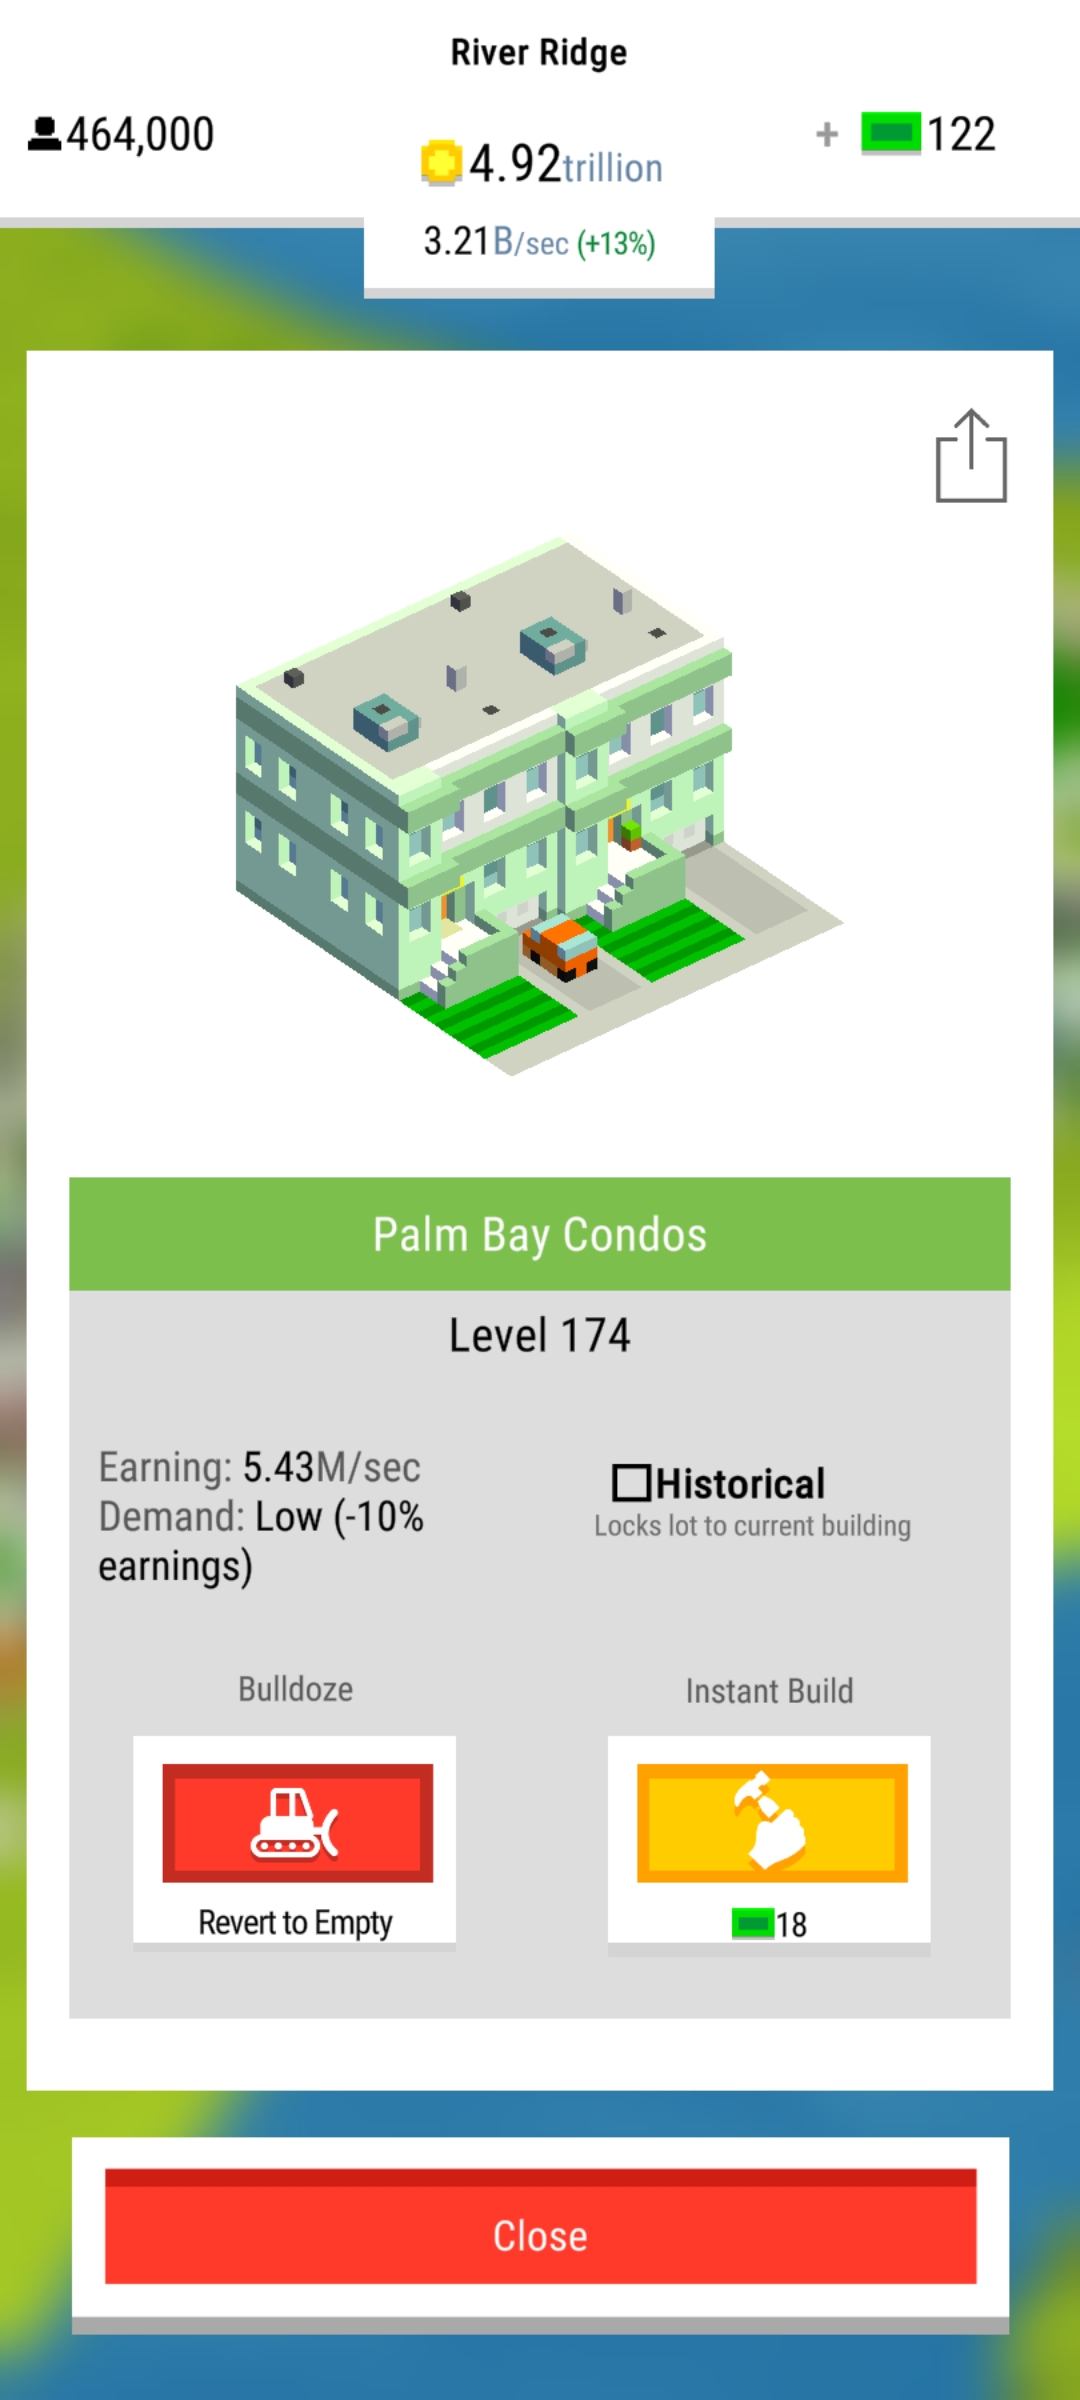 River Ridge
464,000
4.92trillion
+ 122
3.21B/sec (+13%)
Palm Bay Condos
Level 174
Earning: 5.43M/sec
Demand: Low (-10%
earnings)
Historical
Locks lot to current building
Bulldoze
Instant Build
Revert to Empty
18
Close